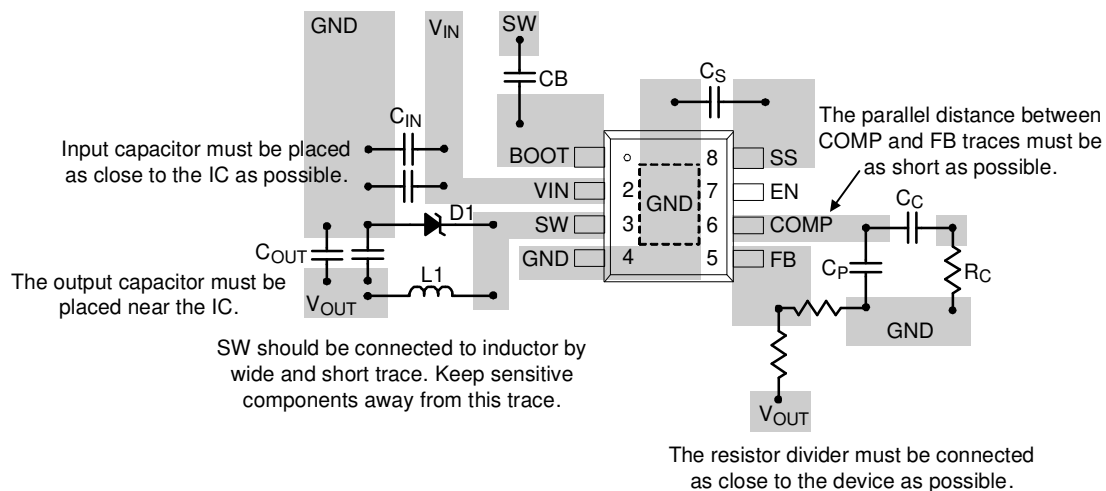 GND
VIN
SW
CB
CS
The parallel distance between
COMP and FB traces must be
as short as possible.
CIN
Input capacitor must be placed
as close to the IC as possible.
BOOT
8
SS
VIN
2
7
EN
GND
D1
SW
3
6
COMP
CC
COUT
GND
4
5
FB
CP
RC
The output capacitor must be
placed near the IC.
L1
VOUT
GND
SW should be connected to inductor by
wide and short trace. Keep sensitive
components away from this trace.
VOUT
The resistor divider must be connected
as close to the device as possible.